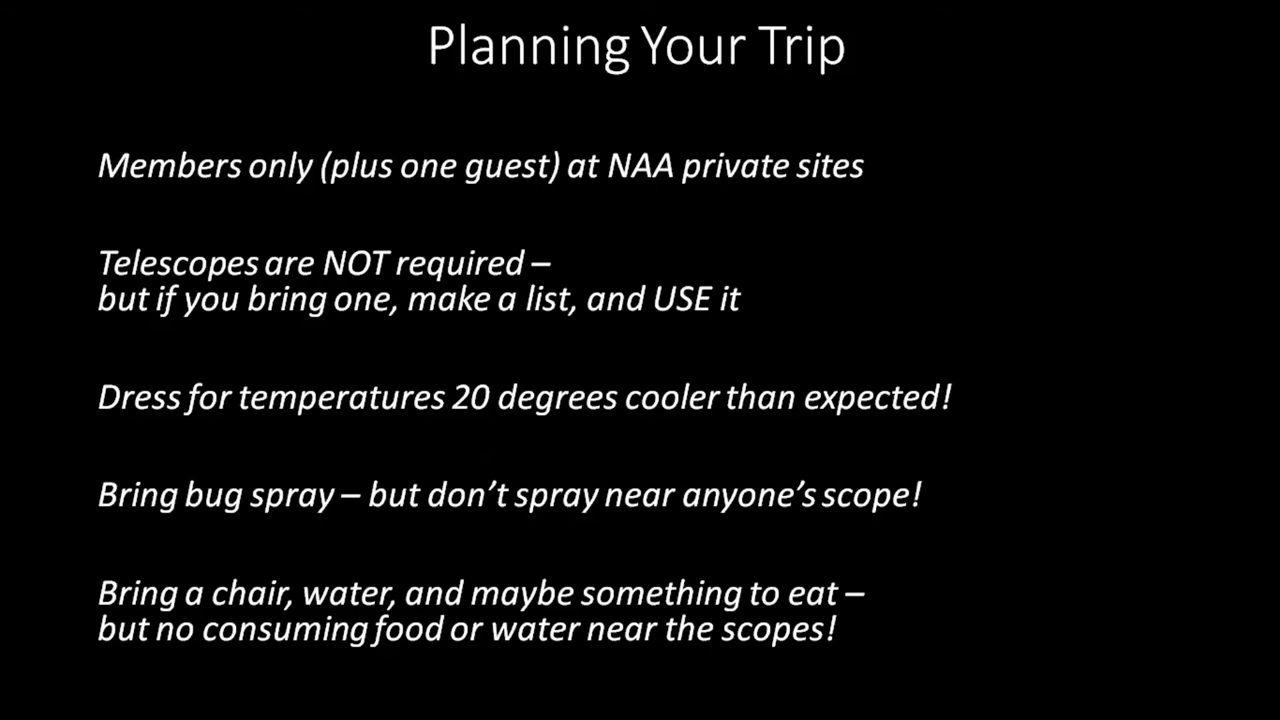 Planning Your Trip
Members only (plus one guest) at NAA private sites
Telescopes are NOT required –
but if you bring one, make a list, and USE it
Dress for temperatures 20 degrees cooler than expected!
Bring bug spray – but don’t spray near anyone’s scope!
Bring a chair, water, and maybe something to eat –
but no consuming food or water near the scopes!